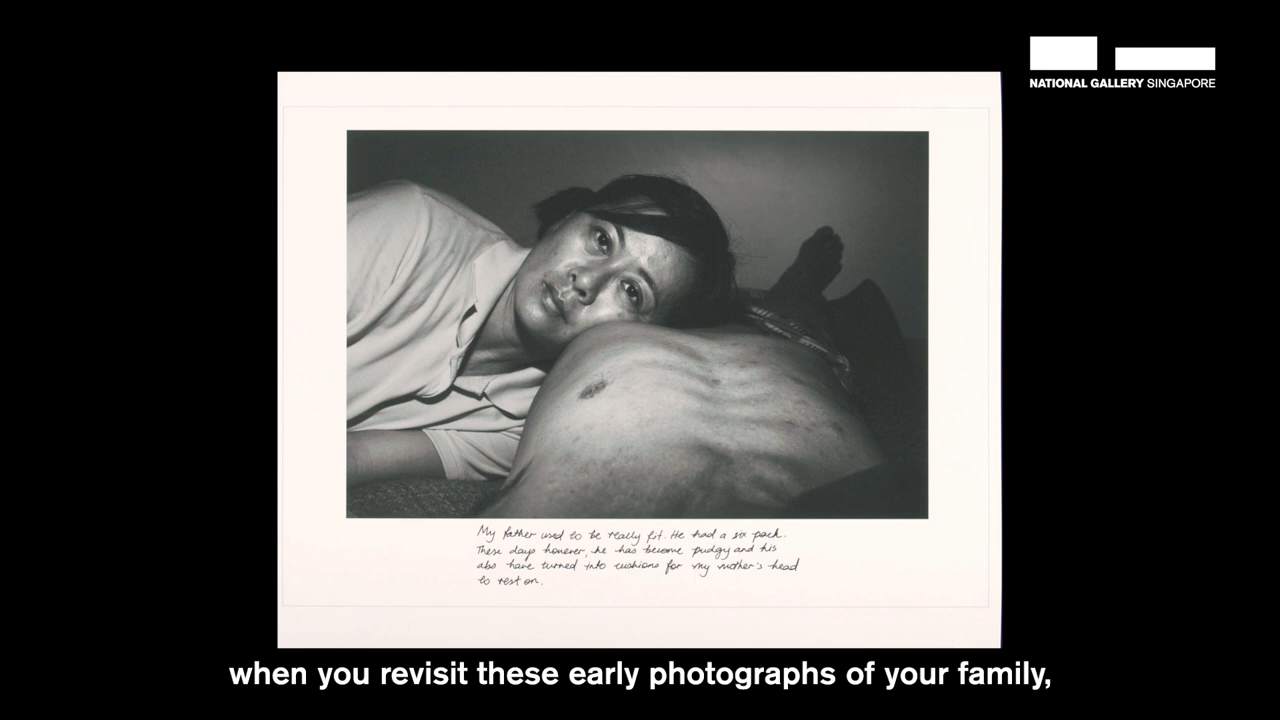 NATIONAL GALLERY SINGAPORE
My father used to be really fit. He had a six pack.
These days however, he has become pudgy and his
abs have turned into cushions for my mother's head
to rest on.
when you revisit these early photographs of your family,